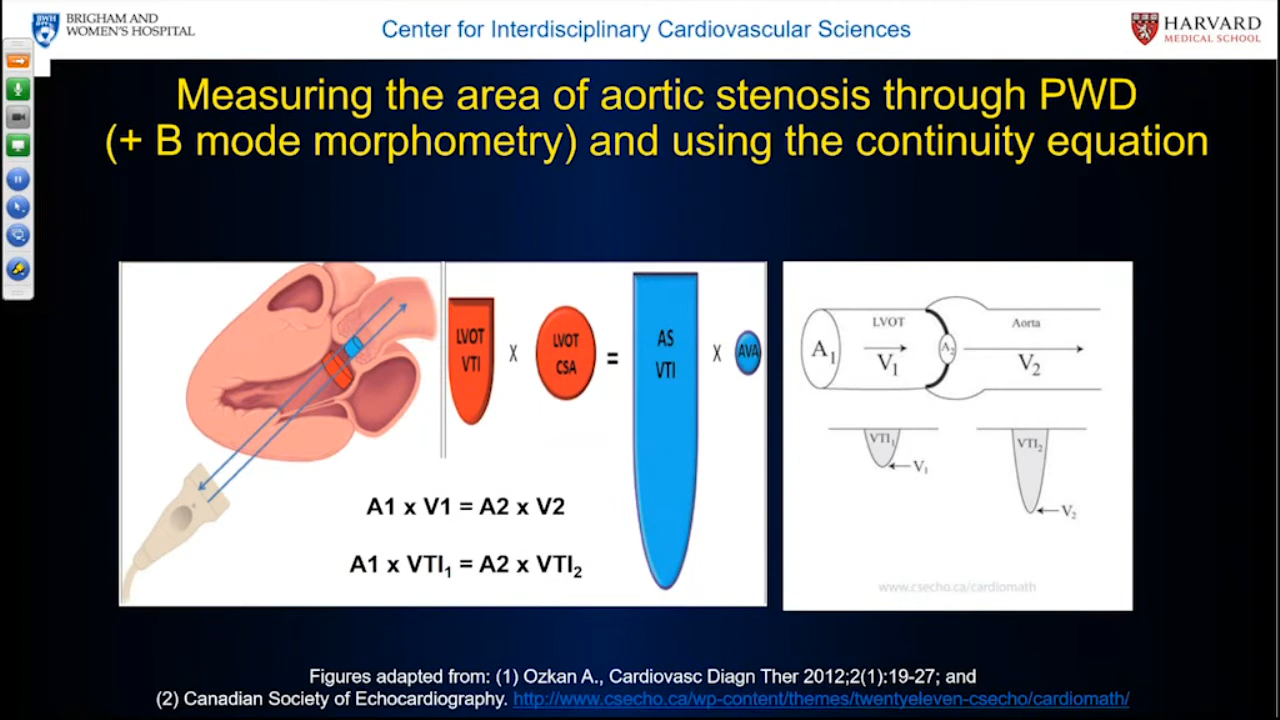 BWH
BRIGHAM AND
WOMEN'S HOSPITAL
Center for Interdisciplinary Cardiovascular Sciences
HARVARD
MEDICAL SCHOOL
Measuring the area of aortic stenosis through PWD
(+ B mode morphometry) and using the continuity equation
LVOT
VTI
X
LVOT
CSA
=
AS
VTI
X
AVA
A1 x V1 = A2 x V2
A1 x VTI₁ = A2 x VTI₂
LVOT
Aorta
A₁
V₁
A₂
V₂
VTI₁
V₁
VTI₂
V₂
www.csecho.ca/cardiomath
Figures adapted from: (1) Ozkan A., Cardiovasc Diagn Ther 2012;2(1):19-27; and
(2) Canadian Society of Echocardiography. http://www.csecho.ca/wp-content/themes/twentyeleven-csecho/cardiomath/